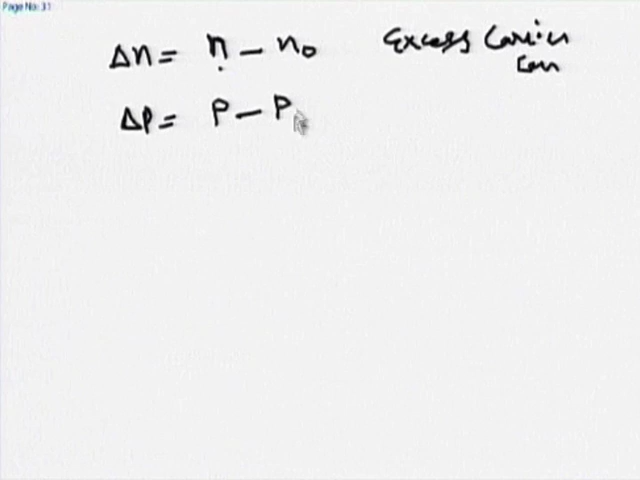 Page No: 31
Δn = n − n₀ Excess Carrier
Con
Δp = P − P